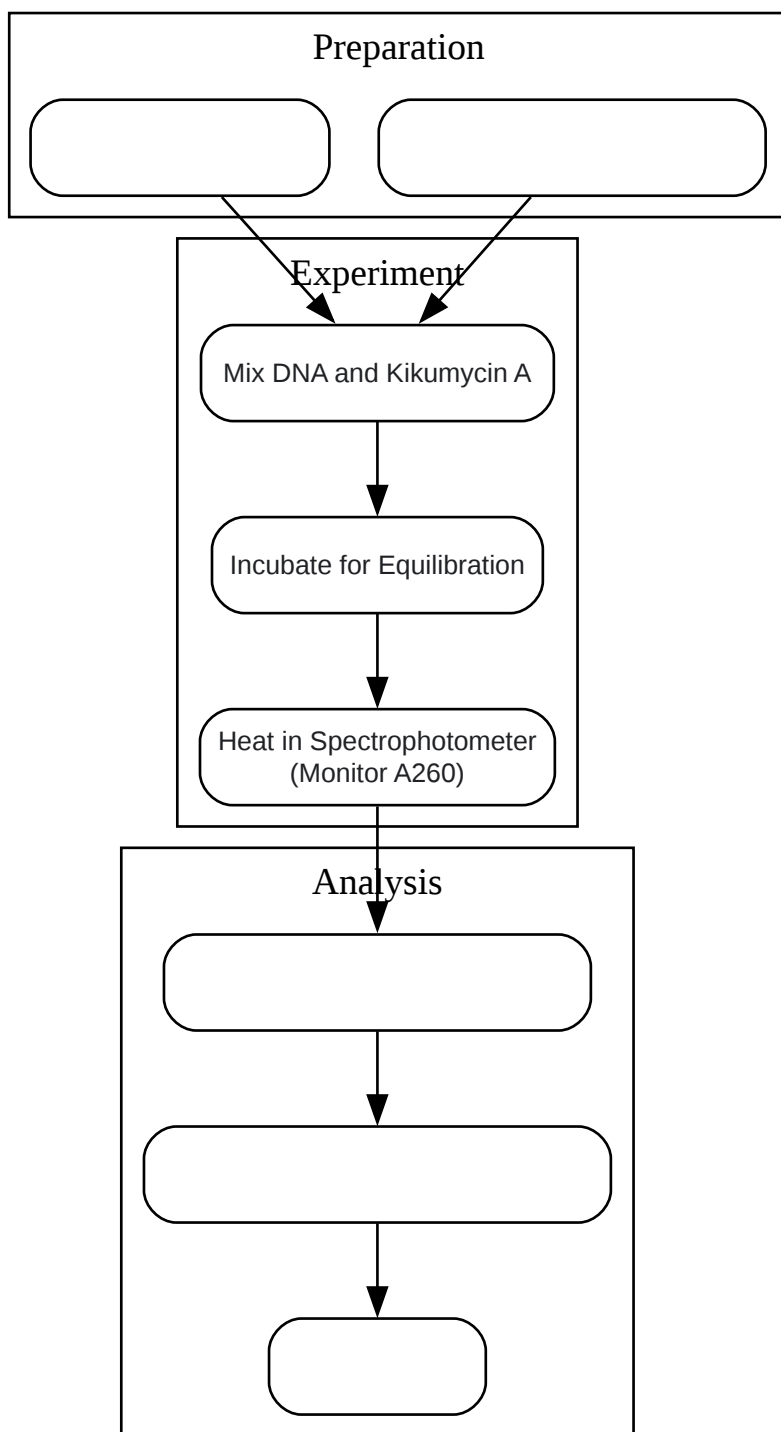 Preparation
Experiment
Mix DNA and Kikumycin A
Incubate for Equilibration
Heat in Spectrophotometer
(Monitor A260)
Analysis